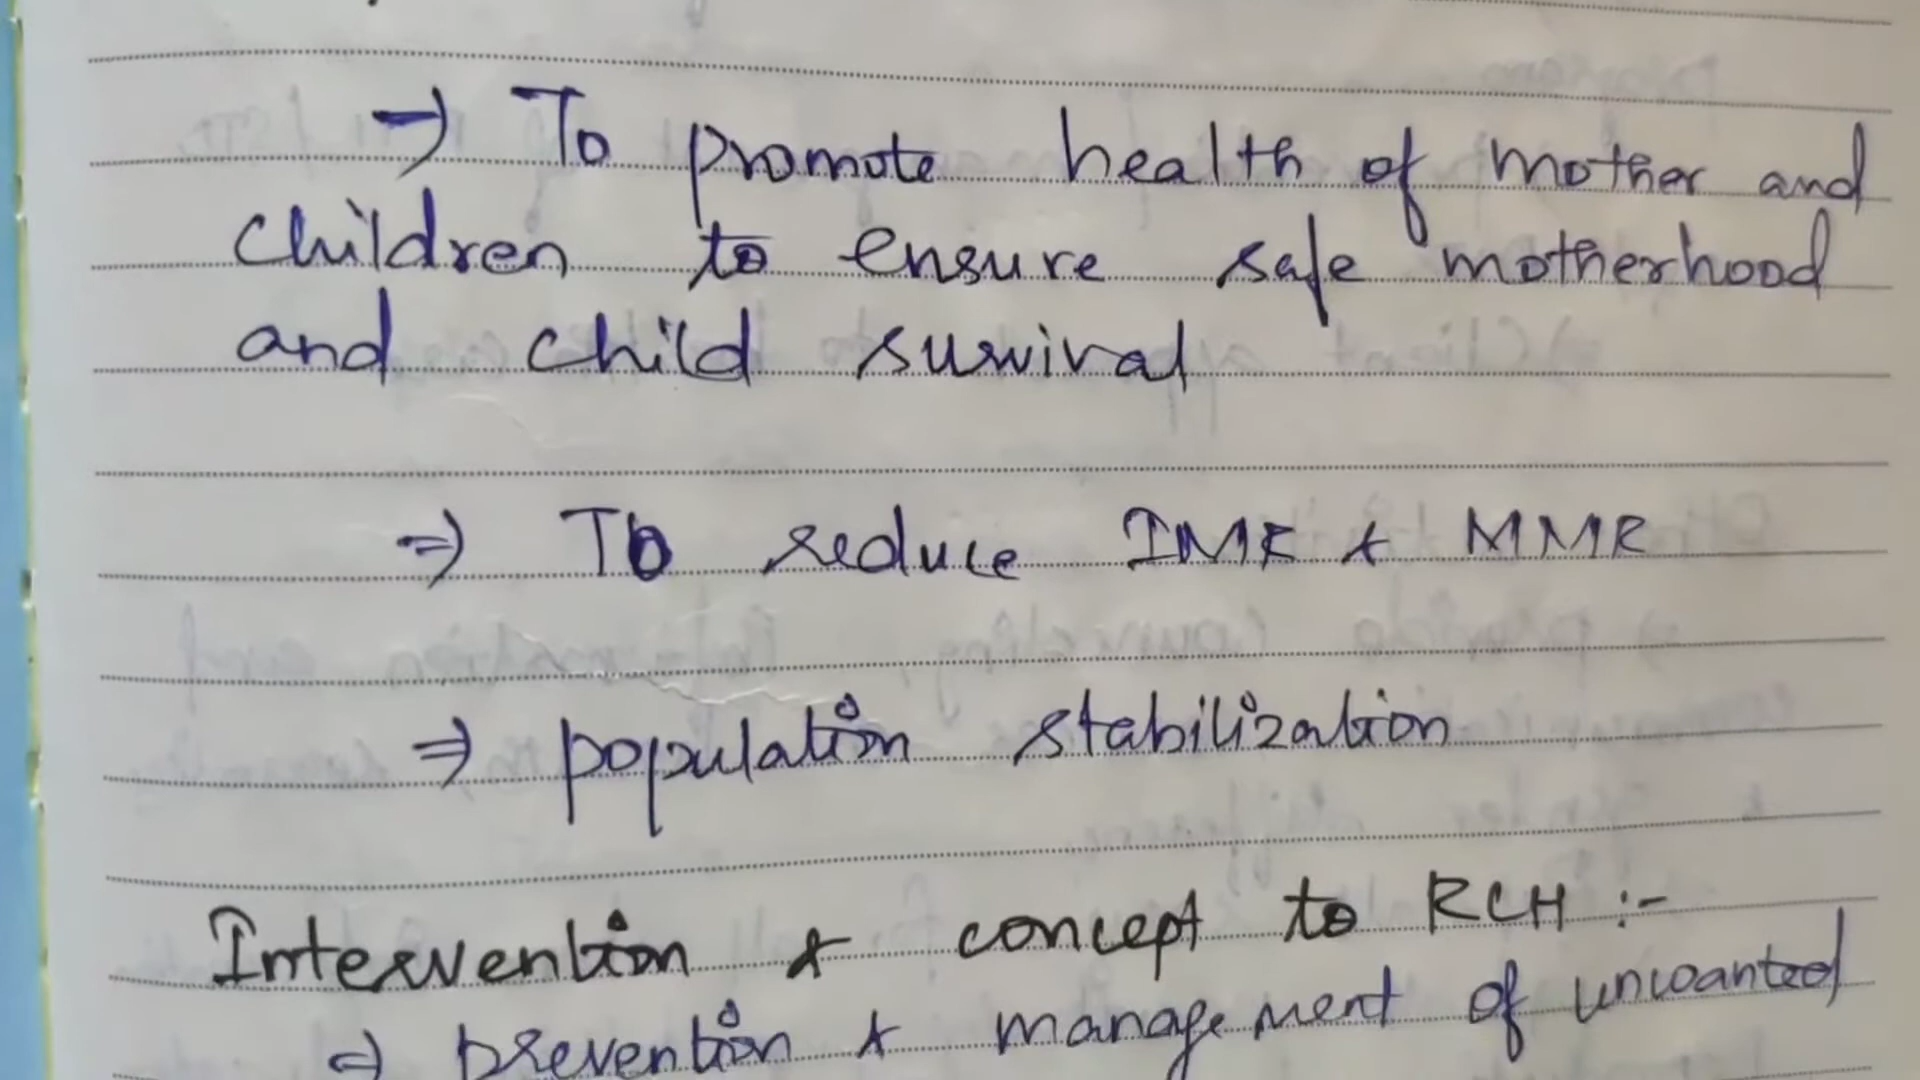 → To promote health of mother and
children to ensure safe motherhood
and child survival
⇒ To reduce IMR & MMR
⇒ population stabilization
Intervention & concept to RCH :-
⇒ prevention & management of unwanted